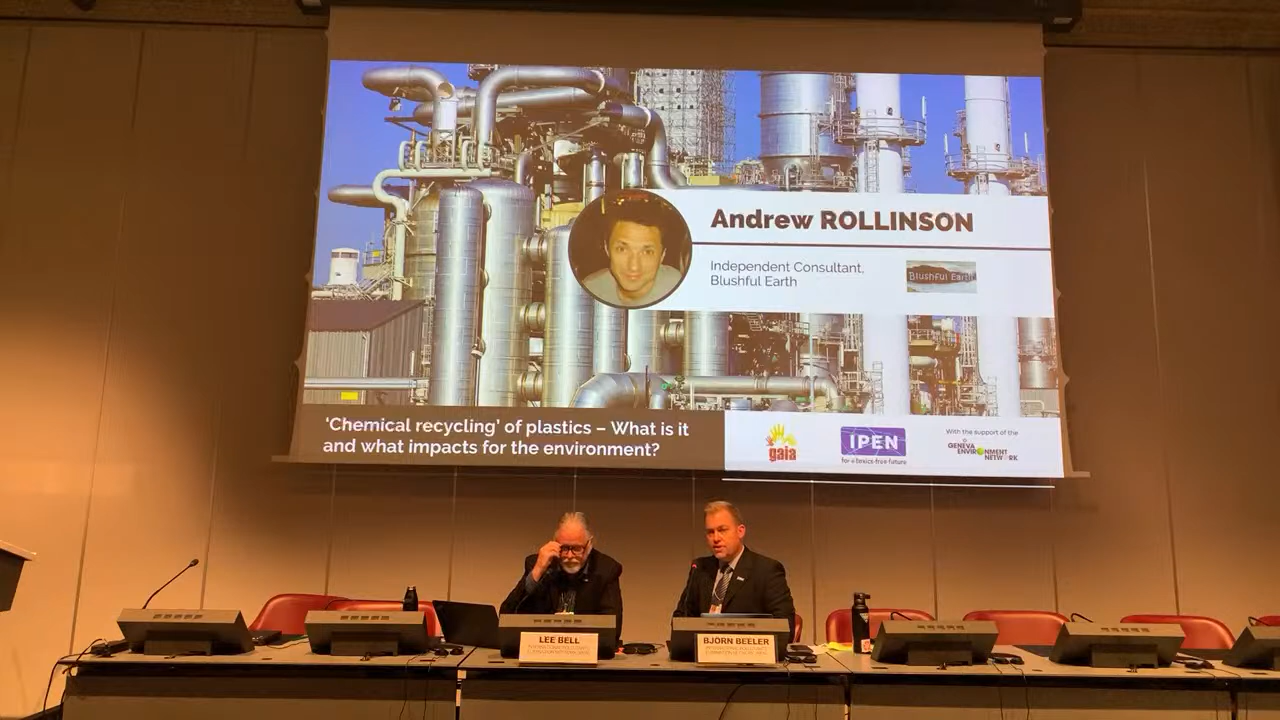 Andrew ROLLINSON
Independent Consultant,
Blushful Earth
Blushful Earth
'Chemical recycling' of plastics – What is it
and what impacts for the environment?
gaia
IPEN
for a toxics-free future
With the support of the
GENEVA
ENVIRONMENT
NETWORK
LEE BELL
BJÖRN BEELER